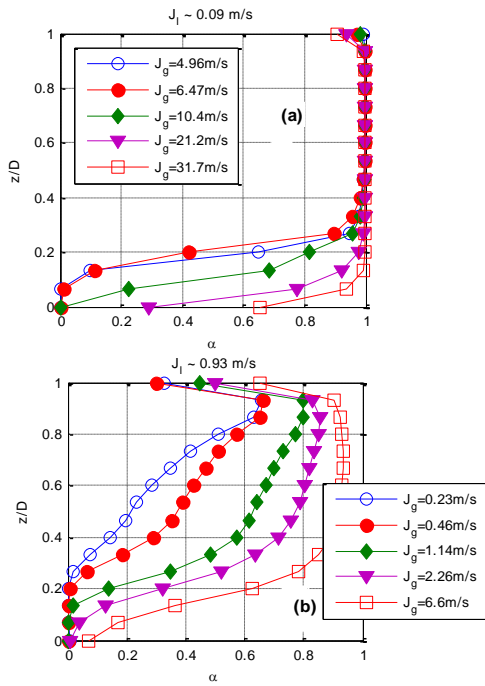 J_l ~ 0.09 m/s
1
0.8
0.6
0.4
0.2
0
z/D
J_g=4.96m/s
J_g=6.47m/s
J_g=10.4m/s
J_g=21.2m/s
J_g=31.7m/s
(a)
0 0.2 0.4 0.6 0.8 1
α
J_l ~ 0.93 m/s
1
0.8
0.6
0.4
0.2
0
z/D
J_g=0.23m/s
J_g=0.46m/s
J_g=1.14m/s
J_g=2.26m/s
J_g=6.6m/s
(b)
0 0.2 0.4 0.6 0.8 1
α